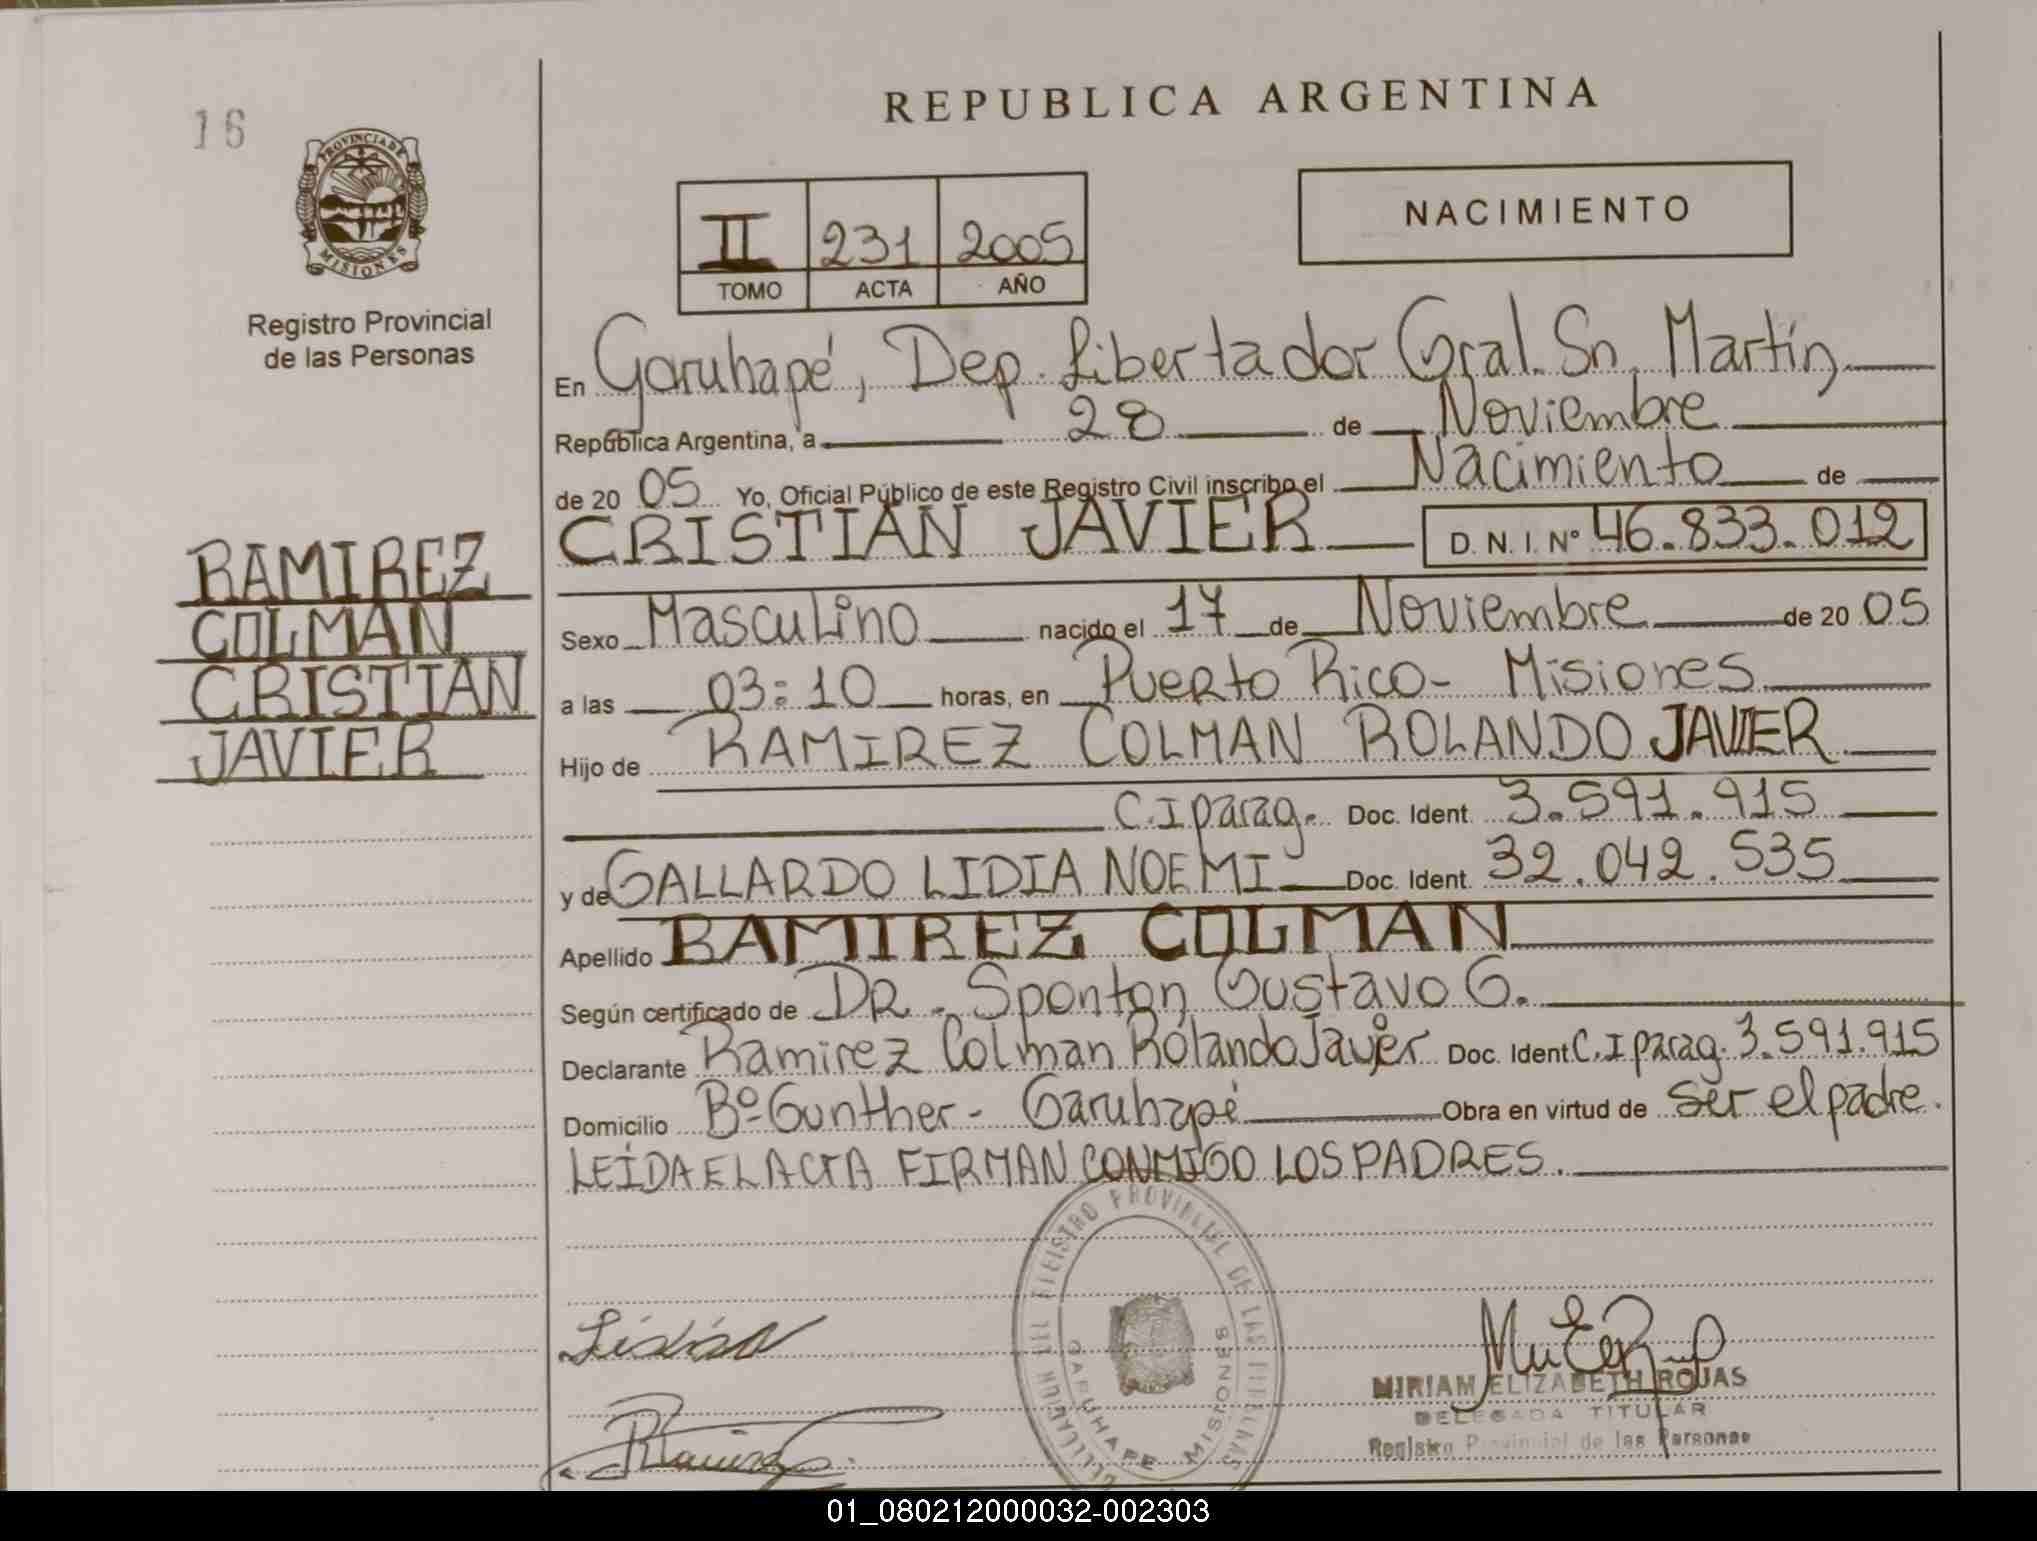 16
REPUBLICA ARGENTINA
PROVINCIA DE MISIONES
II 231 2005
TOMO ACTA AÑO
NACIMIENTO
Registro Provincial
de las Personas
En Garuhapé, Dep. Libertador Gral. Sn. Martín,
República Argentina, a 28 de Noviembre
de 20 05 Yo, Oficial Público de este Registro Civil inscribo el Nacimiento de
CRISTIAN JAVIER D.N.I. Nº 46.833.012
RAMIREZ
COLMAN
CRISTIAN
JAVIER
Sexo Masculino nacido el 17 de Noviembre de 20 05
a las 03:10 horas, en Puerto Rico - Misiones
Hijo de RAMIREZ COLMAN ROLANDO JAVIER
C.I parag. Doc. Ident. 3.591.915
y de GALLARDO LIDIA NOEMI Doc. Ident. 32.042.535
Apellido RAMIREZ COLMAN
Según certificado de DR. Sponton Gustavo G.
Declarante Ramirez Colman Rolando Javier Doc. Ident C.I parag. 3.591.915
Domicilio Bº Gunther - Garuhapé Obra en virtud de ser el padre.
LEÍDA EL ACTA FIRMAN CONMIGO LOS PADRES.
REGISTRO PROVINCIAL DE LAS PERSONAS
GARUHAPE MISIONES
MIRIAM ELIZABETH ROJAS
DELEGADA TITULAR
Registro Provincial de las Personas
01_080212000032-002303